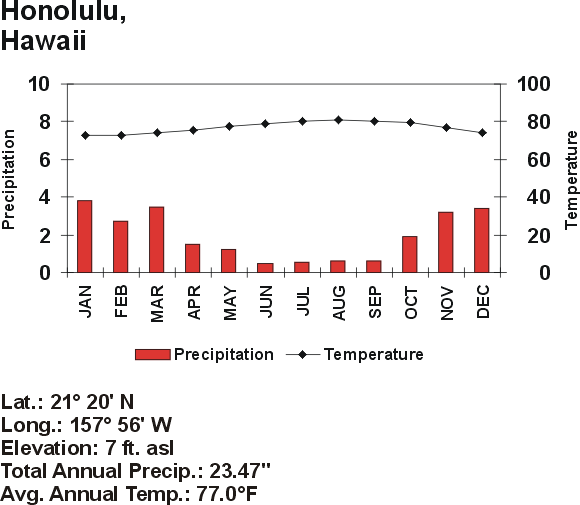 Honolulu,
Hawaii
10 100
8 80
6 60
4 40
2 20
0 0
Precipitation
Temperature
JAN FEB MAR APR MAY JUN JUL AUG SEP OCT NOV DEC
Precipitation Temperature
Lat.: 21° 20' N
Long.: 157° 56' W
Elevation: 7 ft. asl
Total Annual Precip.: 23.47"
Avg. Annual Temp.: 77.0°F